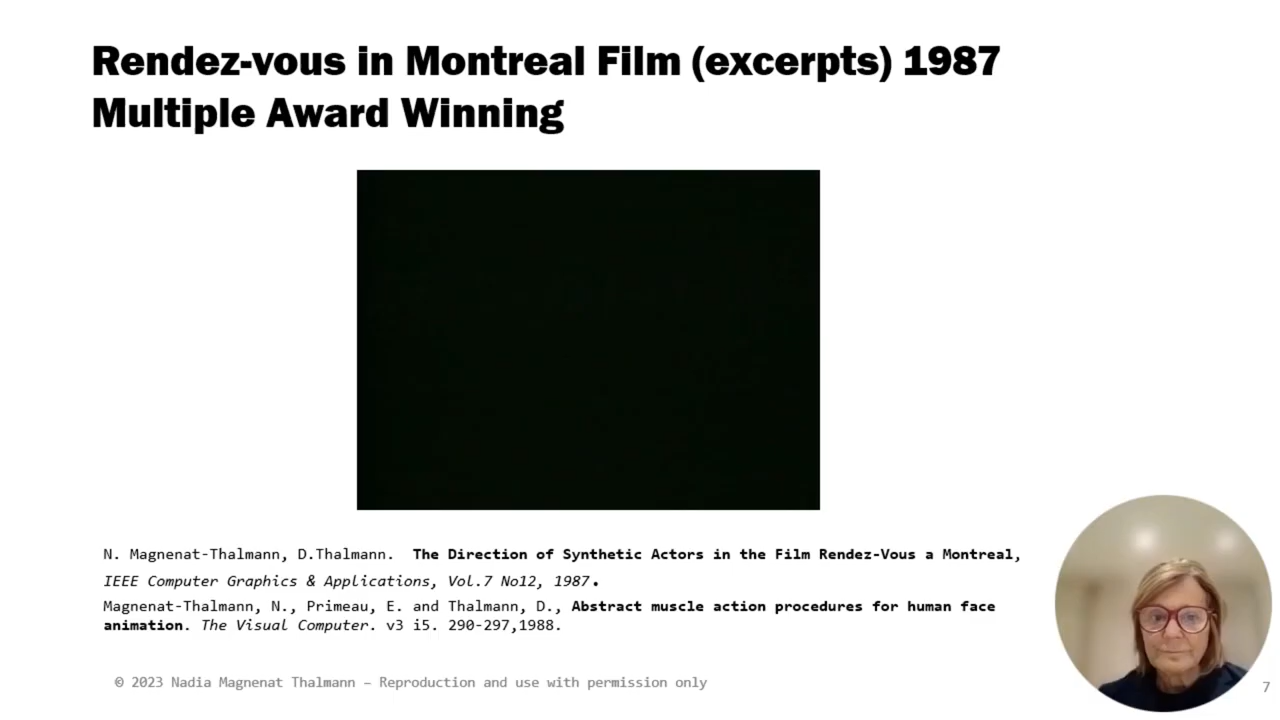 Rendez-vous in Montreal Film (excerpts) 1987
Multiple Award Winning
N. Magnenat-Thalmann, D.Thalmann. The Direction of Synthetic Actors in the Film Rendez-Vous a Montreal,
IEEE Computer Graphics & Applications, Vol.7 No12, 1987.
Magnenat-Thalmann, N., Primeau, E. and Thalmann, D., Abstract muscle action procedures for human face
animation. The Visual Computer. v3 i5. 290-297,1988.
© 2023 Nadia Magnenat Thalmann – Reproduction and use with permission only
7